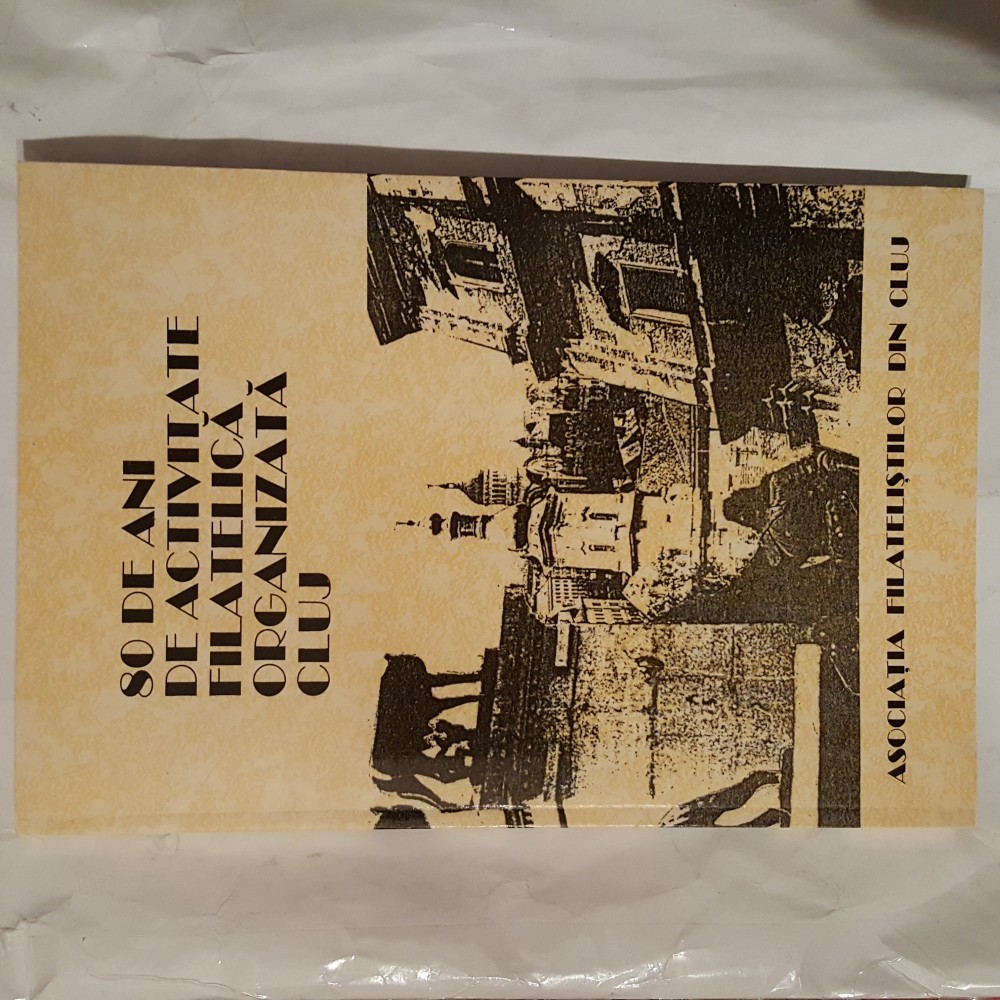 80 DE ANI
DE ACTIVITATE
FILATELICĂ
ORGANIZATĂ
CLUJ
ASOCIAȚIA FILATELIȘTILOR DIN CLUJ